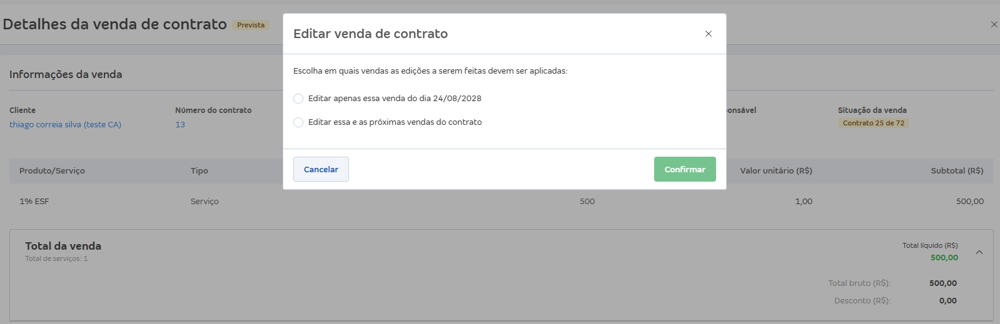 Detalhes da venda de contrato Prevista
Editar venda de contrato
Escolha em quais vendas as edições a serem feitas devem ser aplicadas:
Editar apenas essa venda do dia 24/08/2028
Editar essa e as próximas vendas do contrato
Cancelar Confirmar
Informações da venda
Cliente Número do contrato Situação da venda
thiago correia silva (teste CA) 13 Contrato 25 de 72
Produto/Serviço Tipo Valor unitário (R$) Subtotal (R$)
1% ESF Serviço 500 1,00 500,00
Total da venda Total líquido (R$)
Total de serviços: 1 500,00
Total bruto (R$): 500,00
Desconto (R$): 0,00